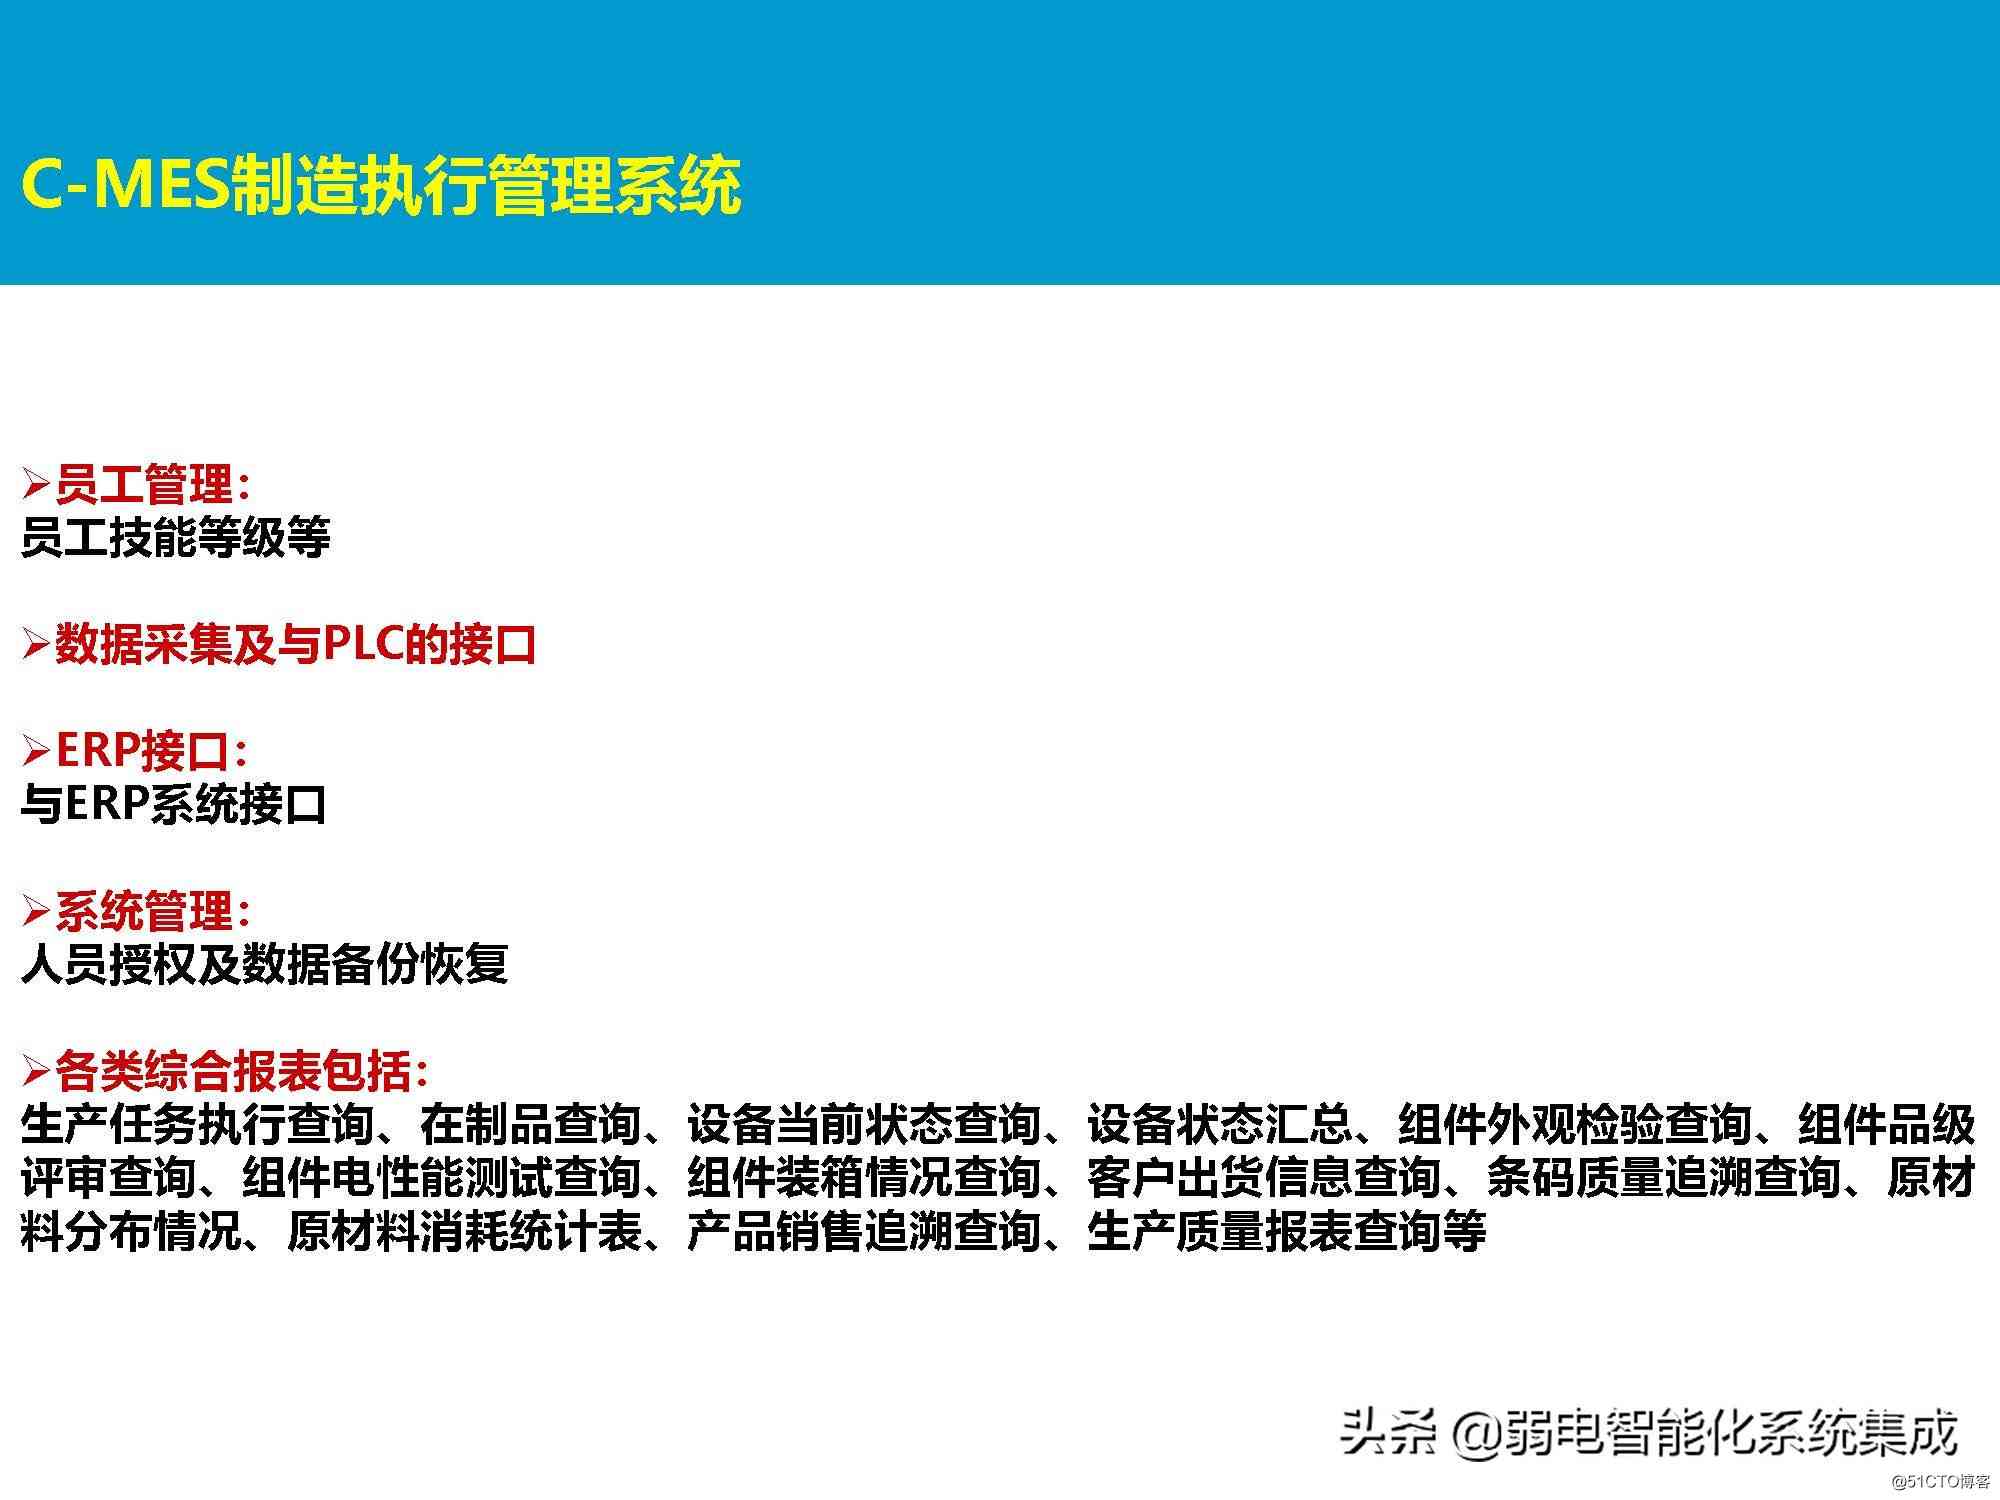 C-MES制造执行管理系统
➢员工管理：
员工技能等级等
➢数据采集及与PLC的接口
➢ERP接口：
与ERP系统接口
➢系统管理：
人员授权及数据备份恢复
➢各类综合报表包括：
生产任务执行查询、在制品查询、设备当前状态查询、设备状态汇总、组件外观检验查询、组件品级
评审查询、组件电性能测试查询、组件装箱情况查询、客户出货信息查询、条码质量追溯查询、原材
料分布情况、原材料消耗统计表、产品销售追溯查询、生产质量报表查询等
头条 @弱电智能化系统集成
@51CTO博客